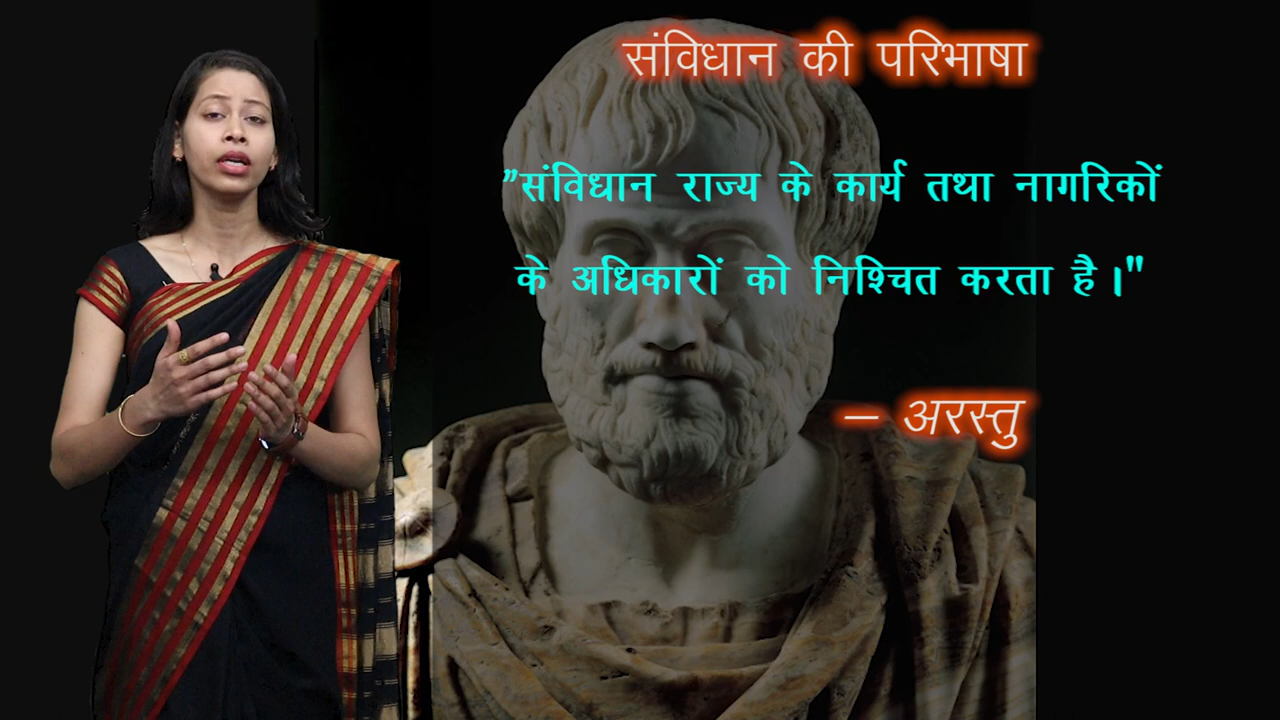 संविधान की परिभाषा
"संविधान राज्य के कार्य तथा नागरिकों
के अधिकारों को निश्चित करता है।"
– अरस्तु